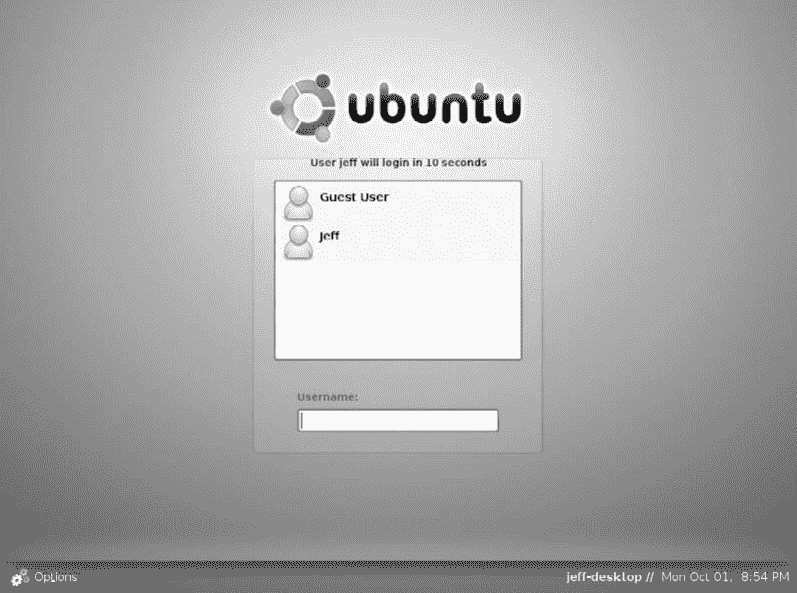 ubuntu
User jeff will login in 10 seconds
Guest User
Jeff
Username:
Options
jeff-desktop // Mon Oct 01, 8:54 PM